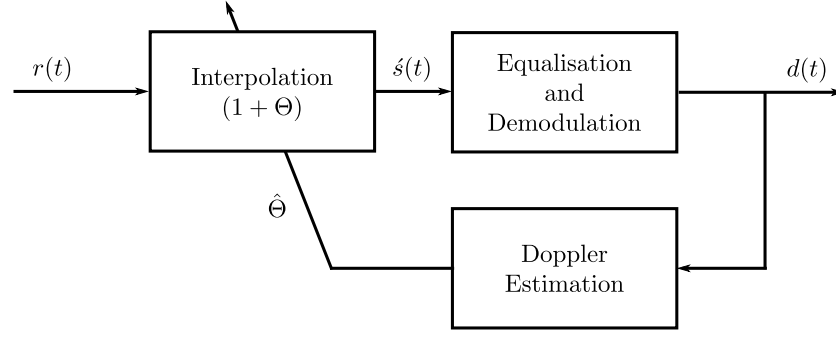 r(t)
Interpolation
(1 + Θ)
ś(t)
Equalisation
and
Demodulation
d(t)
Θ̂
Doppler
Estimation